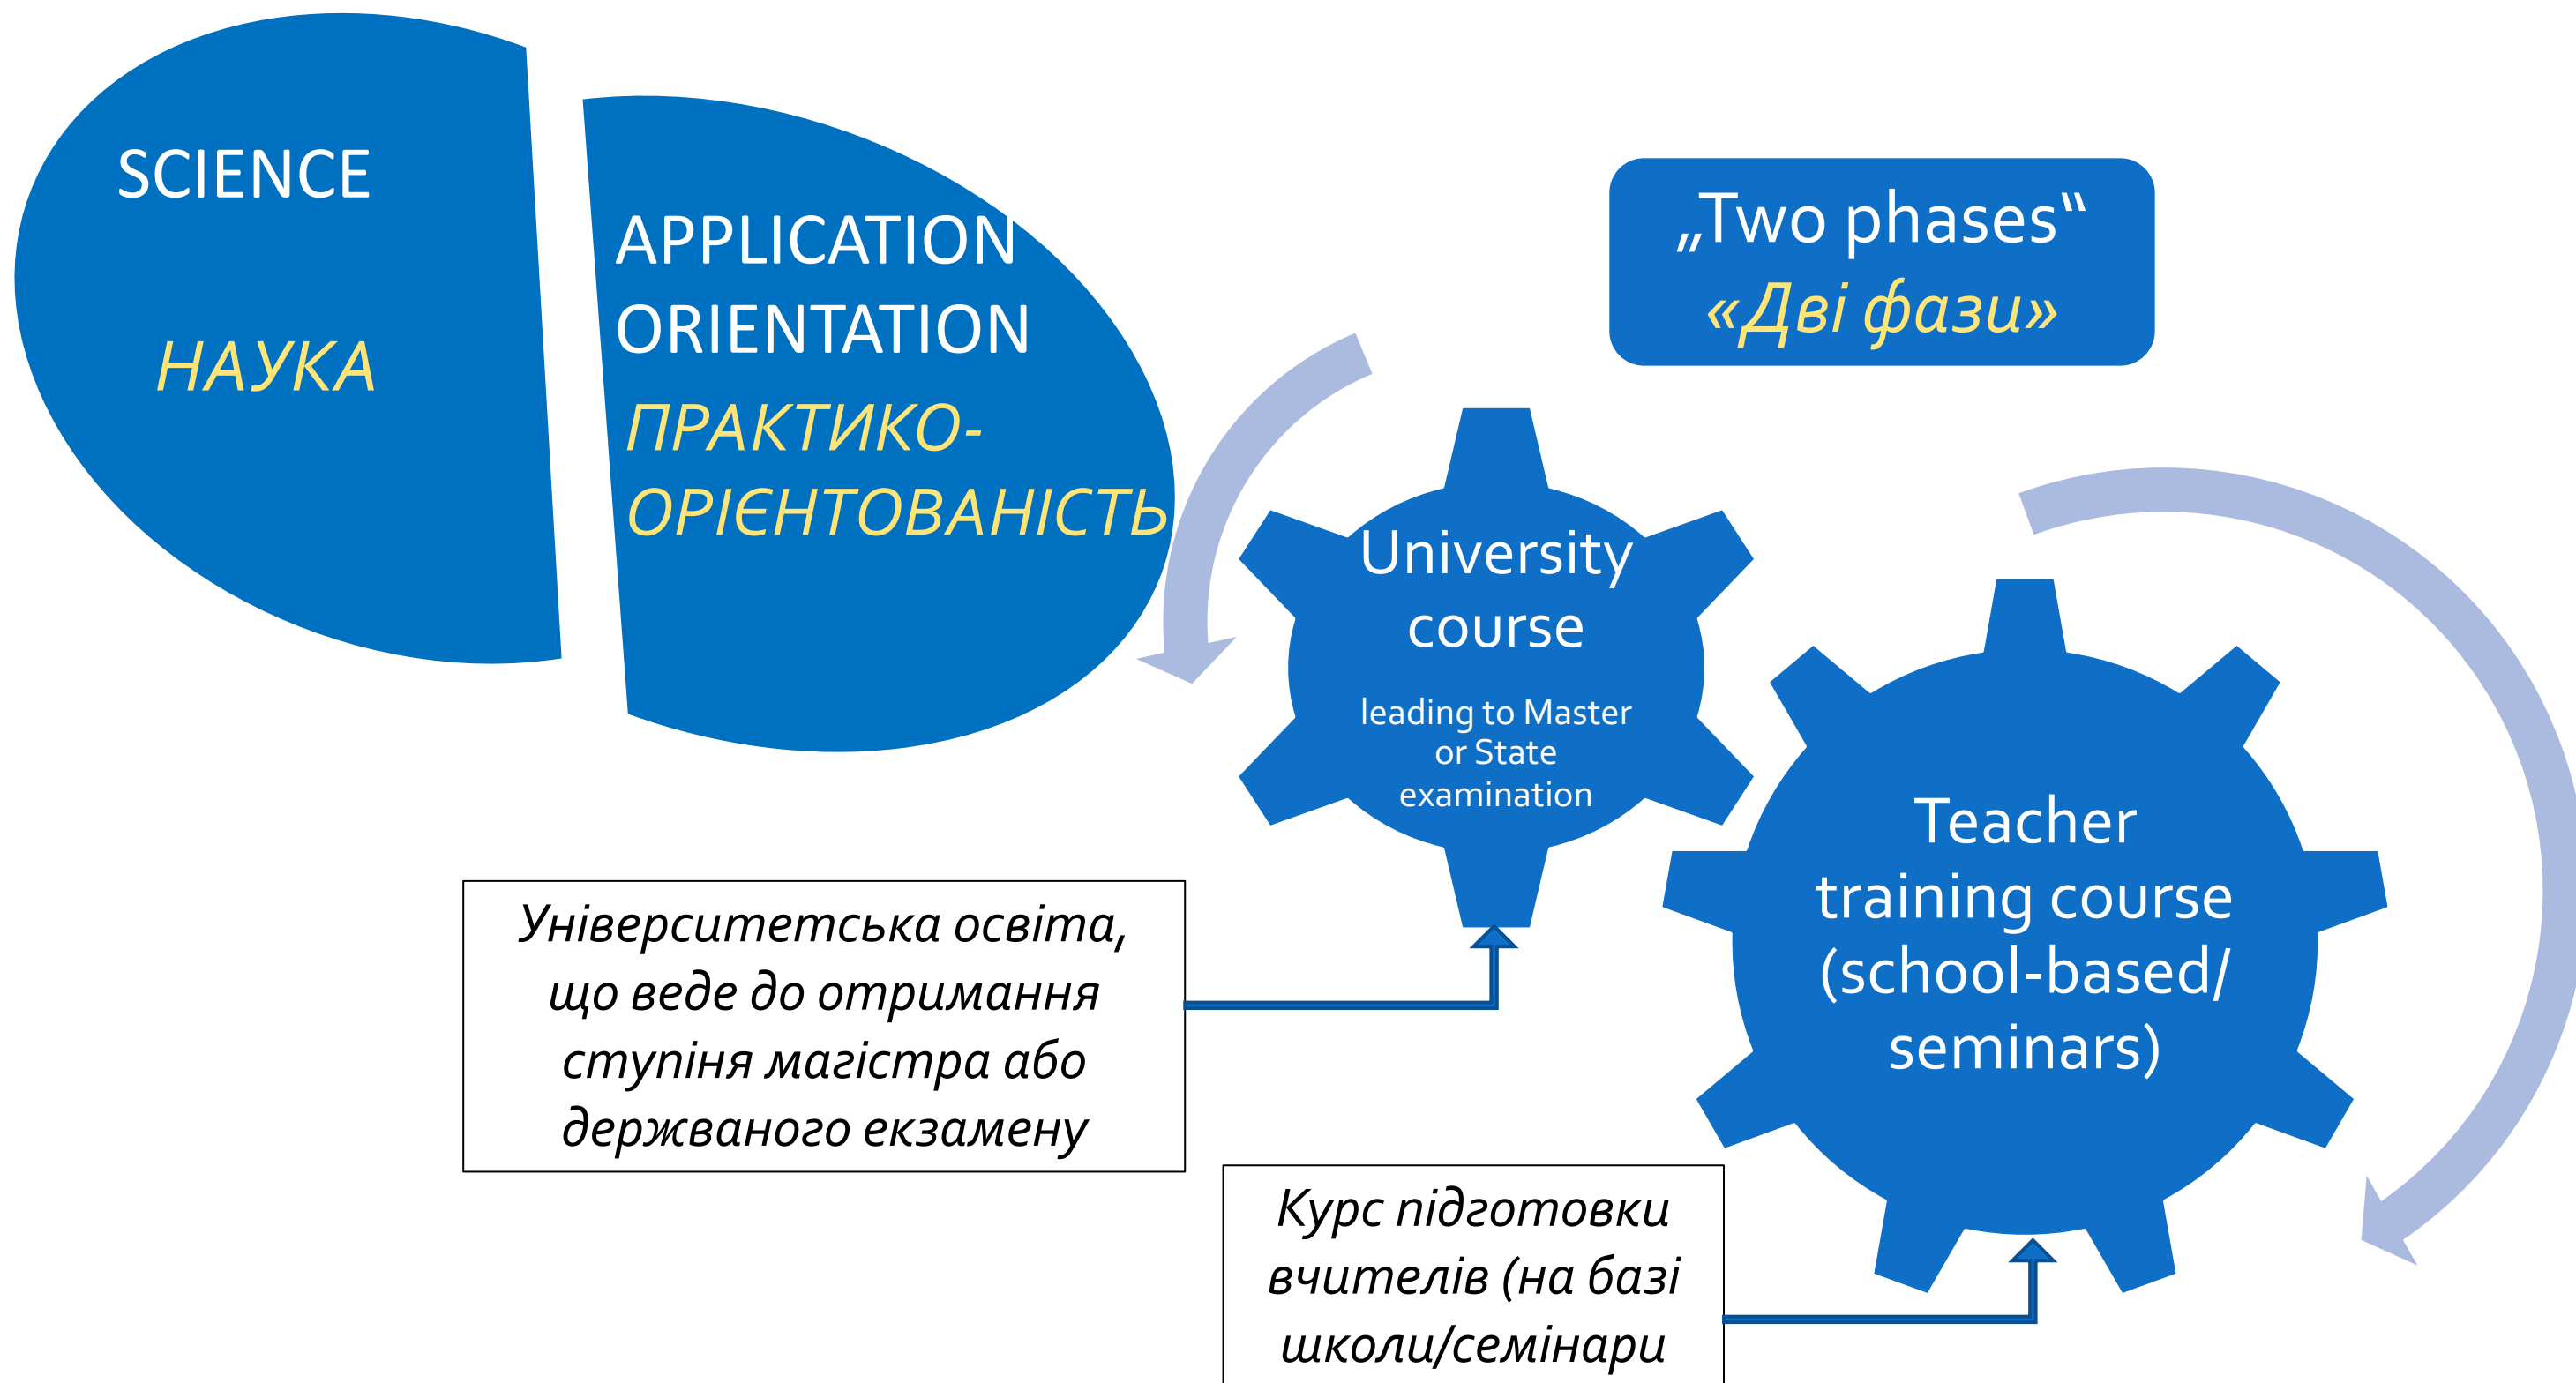 SCIENCE
НАУКА
APPLICATION
ORIENTATION
ПРАКТИКО-
ОРІЄНТОВАНІСТЬ
„Two phases“
«Дві фази»
University
course
leading to Master
or State
examination
Teacher
training course
(school-based/
seminars)
Університетська освіта,
що веде до отримання
ступіня магістра або
держваного екзамену
Курс підготовки
вчителів (на базі
школи/семінари